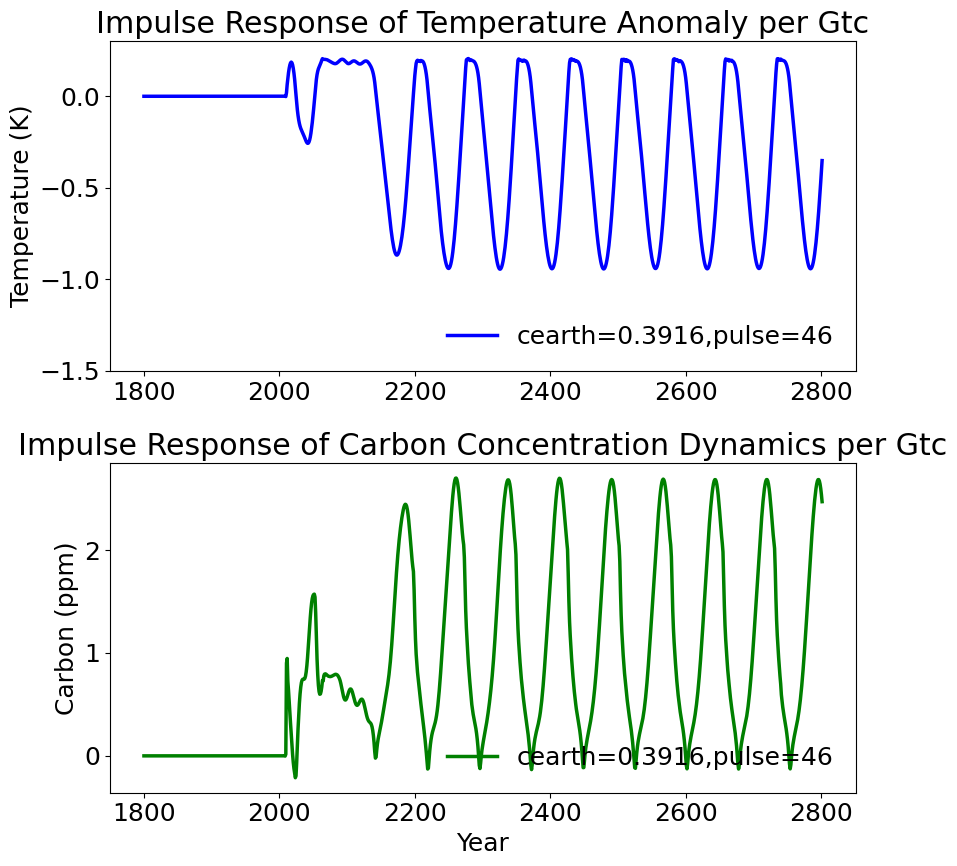 Impulse Response of Temperature Anomaly per Gtc
Temperature (K)
0.0
−0.5
−1.0
−1.5
cearth=0.3916,pulse=46
1800 2000 2200 2400 2600 2800
Impulse Response of Carbon Concentration Dynamics per Gtc
Carbon (ppm)
2
1
0
cearth=0.3916,pulse=46
1800 2000 2200 2400 2600 2800
Year